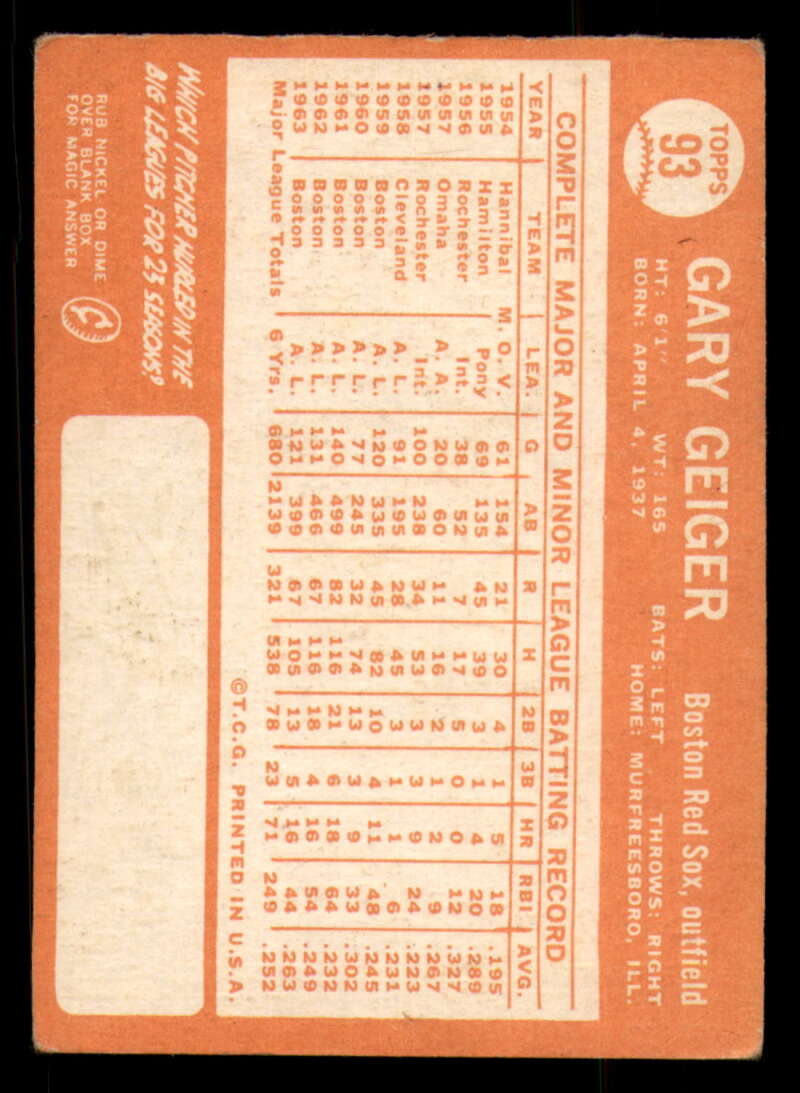 TOPPS
93
GARY GEIGER Boston Red Sox, outfield
HT: 6'1" WT: 165 BATS: LEFT THROWS: RIGHT
BORN: APRIL 4, 1937 HOME: MURFREESBORO, ILL.
COMPLETE MAJOR AND MINOR LEAGUE BATTING RECORD
YEAR TEAM LEA. G AB R H 2B 3B HR RBI AVG.
1954 Hannibal M. O. V. 61 154 21 30 4 1 5 18 .195
1955 Hamilton Pony 69 135 45 39 3 1 4 20 .289
1956 Rochester Int. 38 52 7 17 5 0 0 12 .327
1957 Omaha A. A. 20 60 11 16 2 1 2 9 .267
1957 Rochester Int. 100 238 34 53 3 3 9 24 .223
1958 Cleveland A. L. 91 195 28 45 3 1 1 6 .231
1959 Boston A. L. 120 335 45 82 10 4 11 48 .245
1960 Boston A. L. 77 245 32 74 13 3 9 33 .302
1961 Boston A. L. 140 499 82 116 21 6 18 64 .232
1962 Boston A. L. 131 466 67 116 18 4 16 54 .249
1963 Boston A. L. 121 399 67 105 13 5 16 44 .263
Major League Totals 6 Yrs. 680 2139 321 538 78 23 71 249 .252
©T.C.G. PRINTED IN U.S.A.
WHICH PITCHER HURLED IN THE
BIG LEAGUES FOR 23 SEASONS?
RUB NICKEL OR DIME
OVER BLANK BOX
FOR MAGIC ANSWER